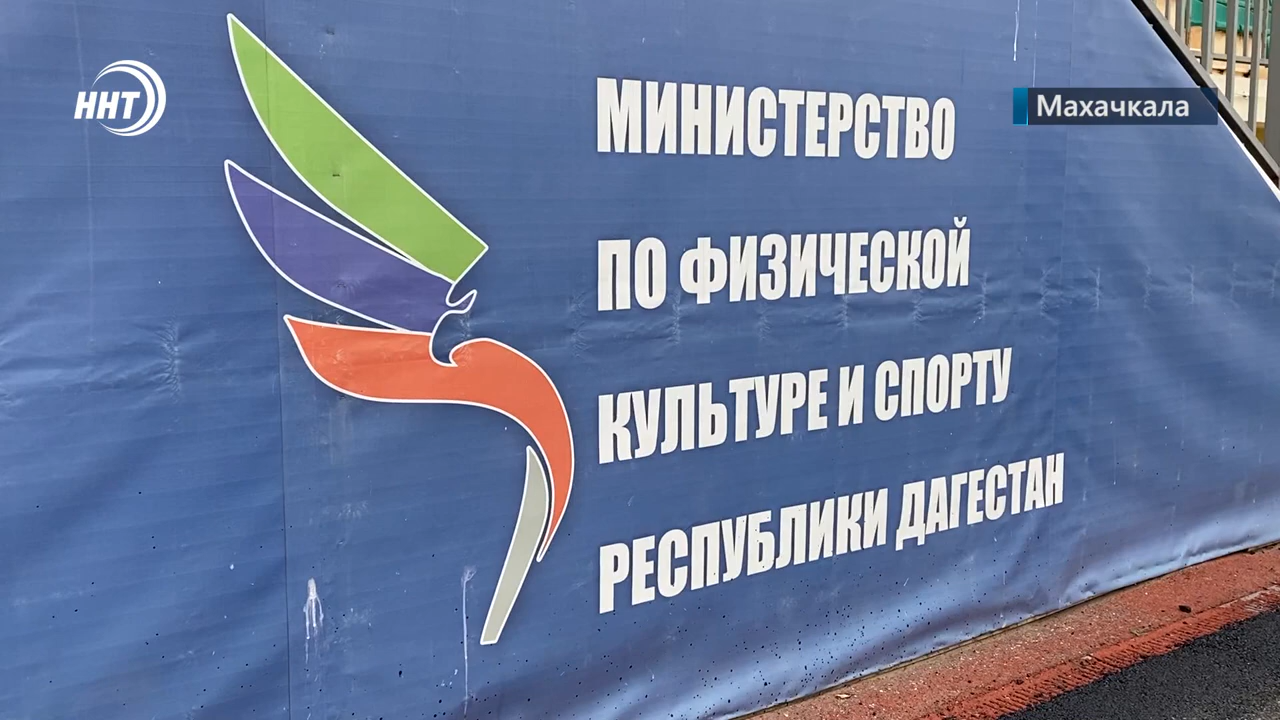 ННТ
Махачкала
МИНИСТЕРСТВО
ПО ФИЗИЧЕСКОЙ
КУЛЬТУРЕ И СПОРТУ
РЕСПУБЛИКИ ДАГЕСТАН